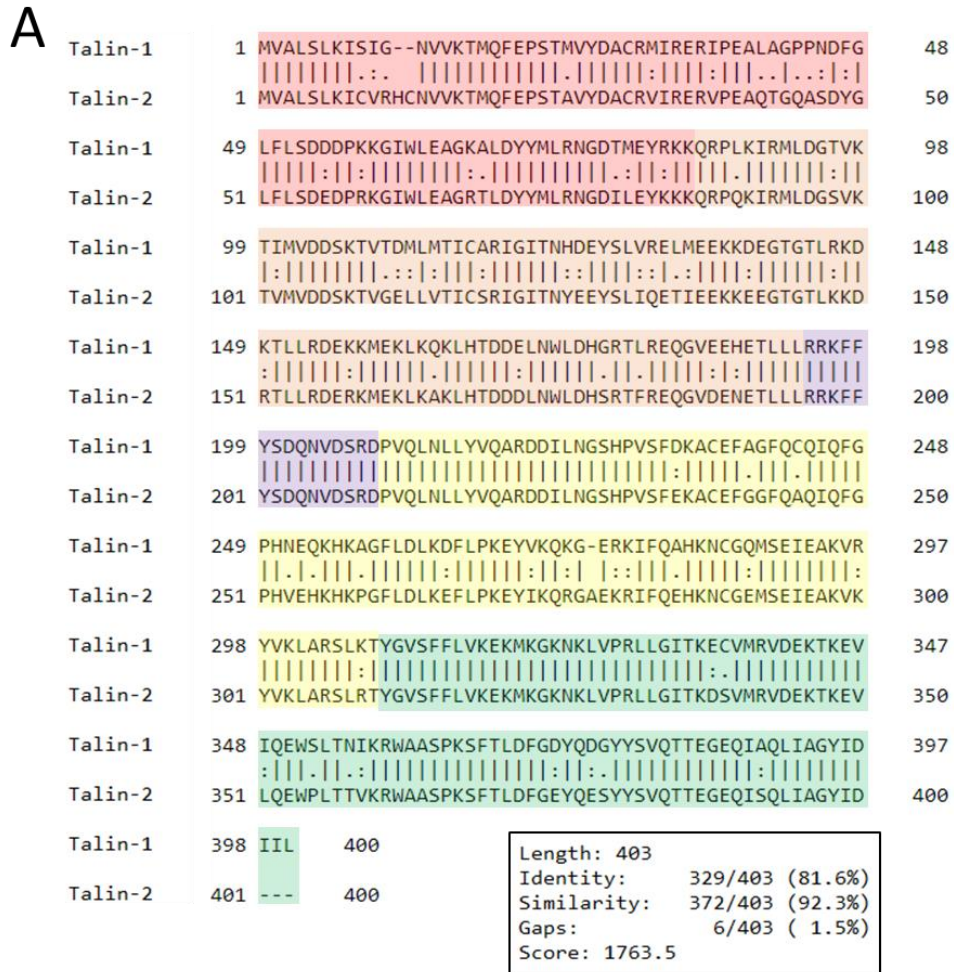 A
Talin-1 1 MVALSLKISIG--NVVKTMQFEPSTMVYDACRMIRERIPEALAGPPNDFG 48
||||||||.:.  ||||||||||||.||||||:||||:|||..|..:|:|
Talin-2 1 MVALSLKICVRHCNVVKTMQFEPSTAVYDACRVIRERVPEAQTGQASDYG 50
Talin-1 49 LFLSDDDPKKGIWLEAGKALDYYMLRNGDTMEYRKKQRPLKIRMLDGTVK 98
|||||:||:||||||||:.||||||||||.:||:|||||.|||||||:||
Talin-2 51 LFLSDEDPRKGIWLEAGRTLDYYMLRNGDILEYKKKQRPQKIRMLDGSVK 100
Talin-1 99 TIMVDDSKTVTDMLMTICARIGITNHDEYSLVRELMEEKKDEGTGTLRKD 148
|:||||||||.::|:|||:||||||::||||::|.:||||:||||||:||
Talin-2 101 TVMVDDSKTVGELLVTICSRIGITNYEEYSLIQETIEEKKEEGTGTLKKD 150
Talin-1 149 KTLLRDEKKMEKLKQKLHTDDELNWLDHGRTLREQGVEEHETLLLRRKFF 198
:||||||:||||||.||||||:||||||.||.|||||:|:||||||||||
Talin-2 151 RTLLRDERKMEKLKAKLHTDDDLNWLDHSRTFREQGVDENETLLLRRKFF 200
Talin-1 199 YSDQNVDSRDPVQLNLLYVQARDDILNGSHPVSFDKACEFAGFQCQIQFG 248
||||||||||||||||||||||||||||||||||:|||||.|||.|||||
Talin-2 201 YSDQNVDSRDPVQLNLLYVQARDDILNGSHPVSFEKACEFGGFQAQIQFG 250
Talin-1 249 PHNEQKHKAGFLDLKDFLPKEYVKQKG-ERKIFQAHKNCGQMSEIEAKVR 297
||.|.|||.||||||:||||||:||:| |::|||.|||||:|||||||||:
Talin-2 251 PHVEHKHKPGFLDLKEFLPKEYIKQRGAEKRIFQEHKNCGEMSEIEAKVK 300
Talin-1 298 YVKLARSLKTYGVSFFLVKEKMKGKNKLVPRLLGITKECVMRVDEKTKEV 347
||||||||:|||||||||||||||||||||||||||:.||||||||||||
Talin-2 301 YVKLARSLRTYGVSFFLVKEKMKGKNKLVPRLLGITKDSVMRVDEKTKEV 350
Talin-1 348 IQEWSLTNIKRWAASPKSFTLDFGDYQDGYYSVQTTEGEQIAQLIAGYID 397
:|||.||.:|||||||||||||||:||:.|||||||||||||:||||||||
Talin-2 351 LQEWPLTTVKRWAASPKSFTLDFGEYQESYYSVQTTEGEQISQLIAGYID 400
Talin-1 398 IIL 400
Talin-2 401 --- 400
Length: 403
Identity: 329/403 (81.6%)
Similarity: 372/403 (92.3%)
Gaps: 6/403 ( 1.5%)
Score: 1763.5